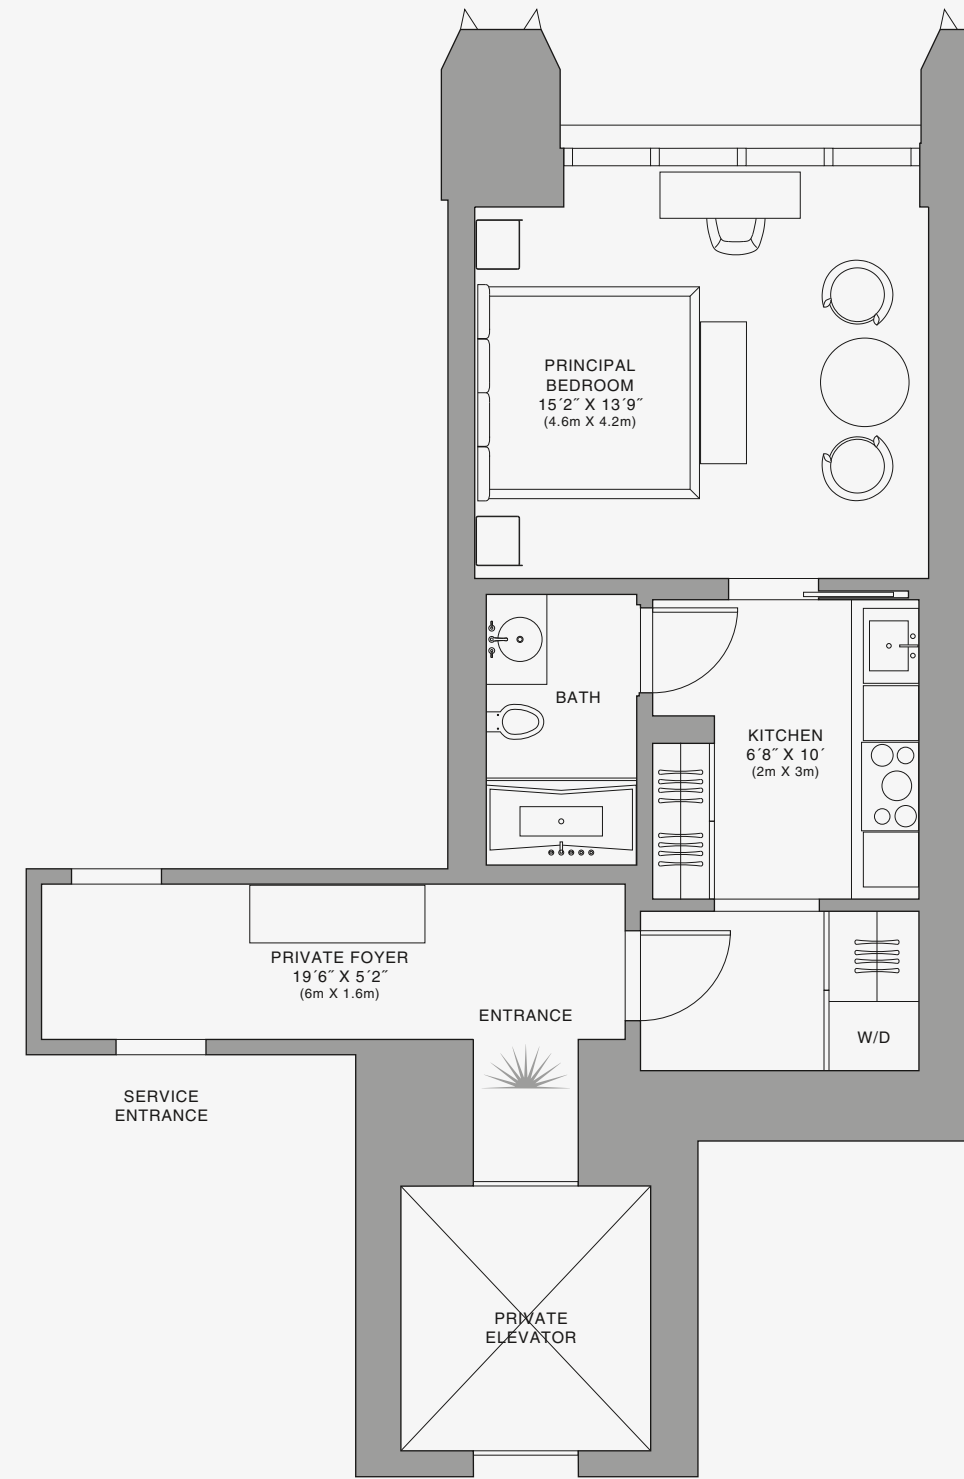 PRINCIPAL
BEDROOM
15´2˝ X 13´9˝
(4.6m X 4.2m)
BATH
KITCHEN
6´8˝ X 10´
(2m X 3m)
PRIVATE FOYER
19´6˝ X 5´2˝
(6m X 1.6m)
ENTRANCE
W/D
SERVICE
ENTRANCE
PRIVATE
ELEVATOR